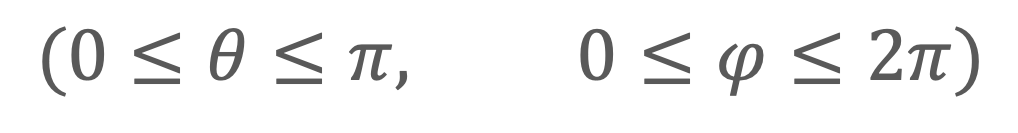 (0 ≤ θ ≤ π, 0 ≤ φ ≤ 2π)